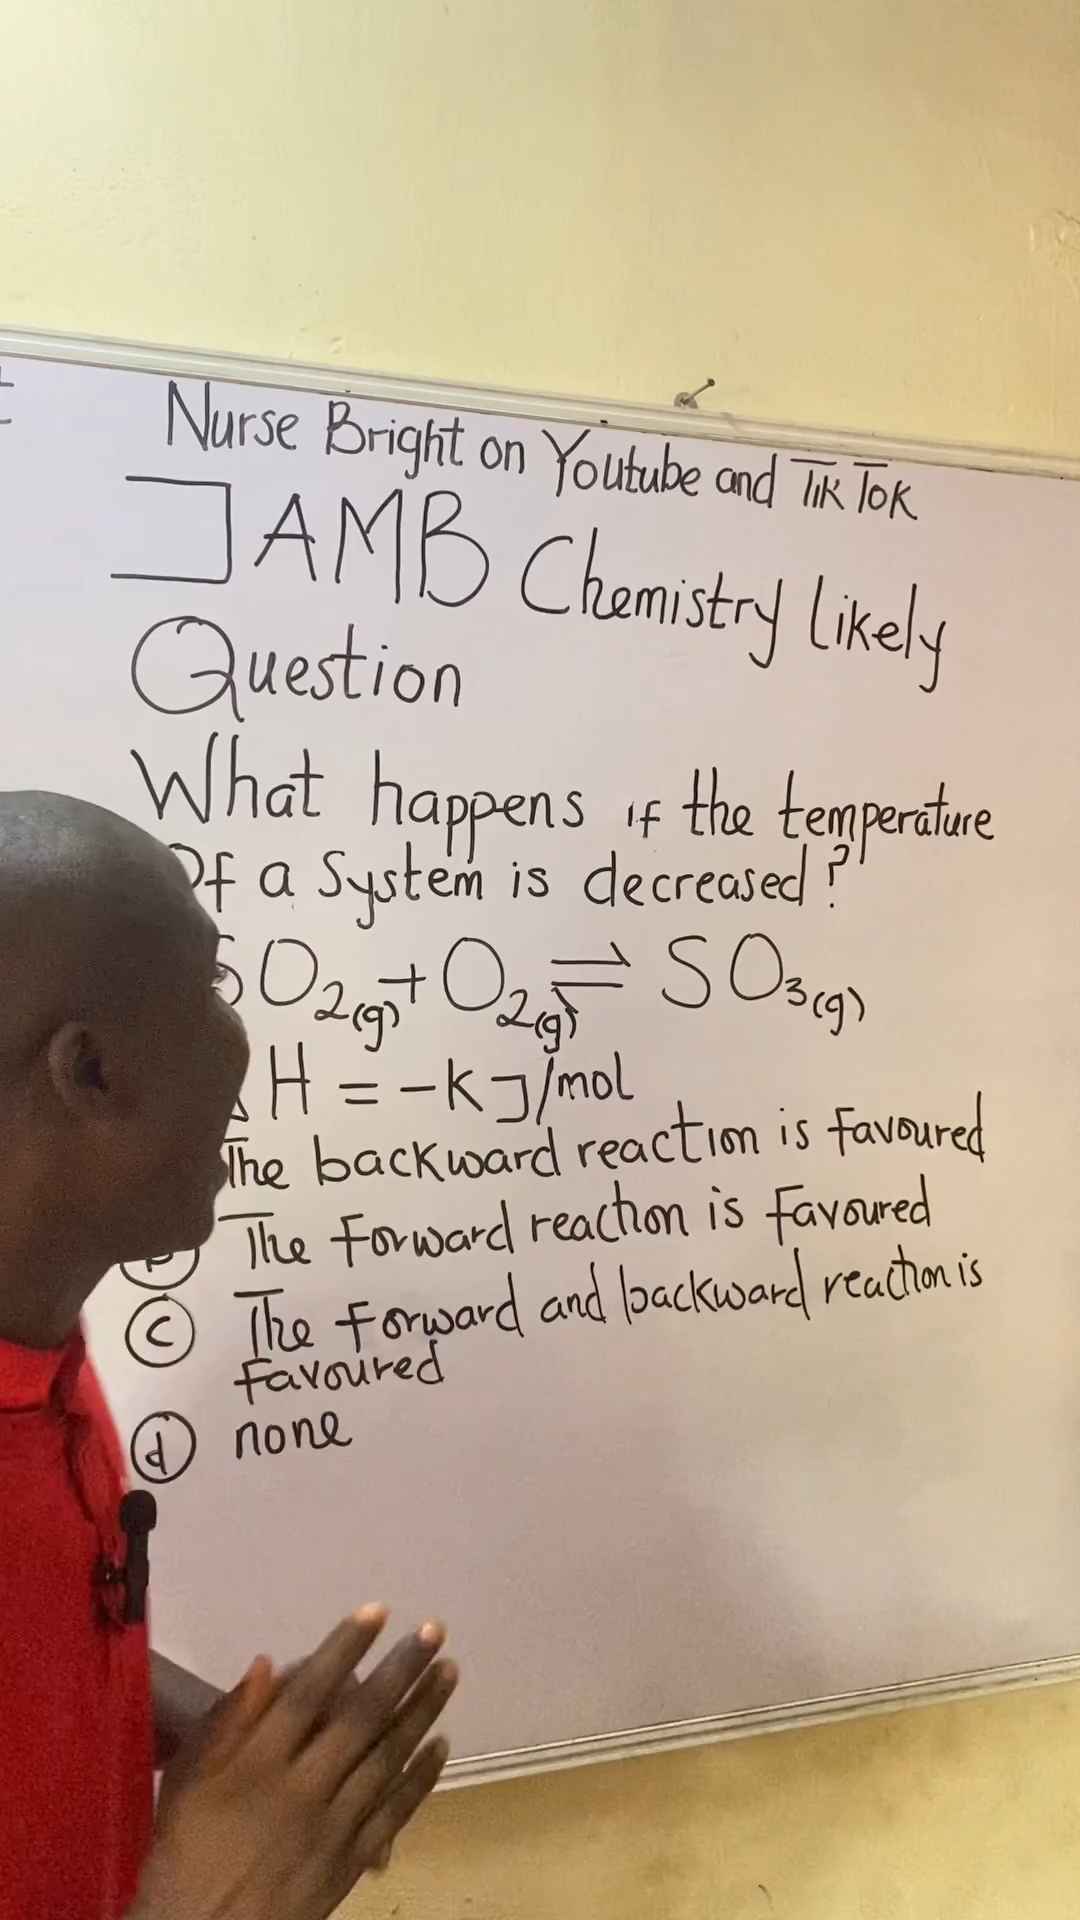 Nurse Bright on Youtube and TikTok
JAMB Chemistry likely
Question
What happens if the temperature
Of a System is decreased?
SO₂(g) + O₂(g) ⇌ SO₃(g)
ΔH = -kJ/mol
The backward reaction is favoured
The forward reaction is favoured
(c) The forward and backward reaction is
favoured
(d) none